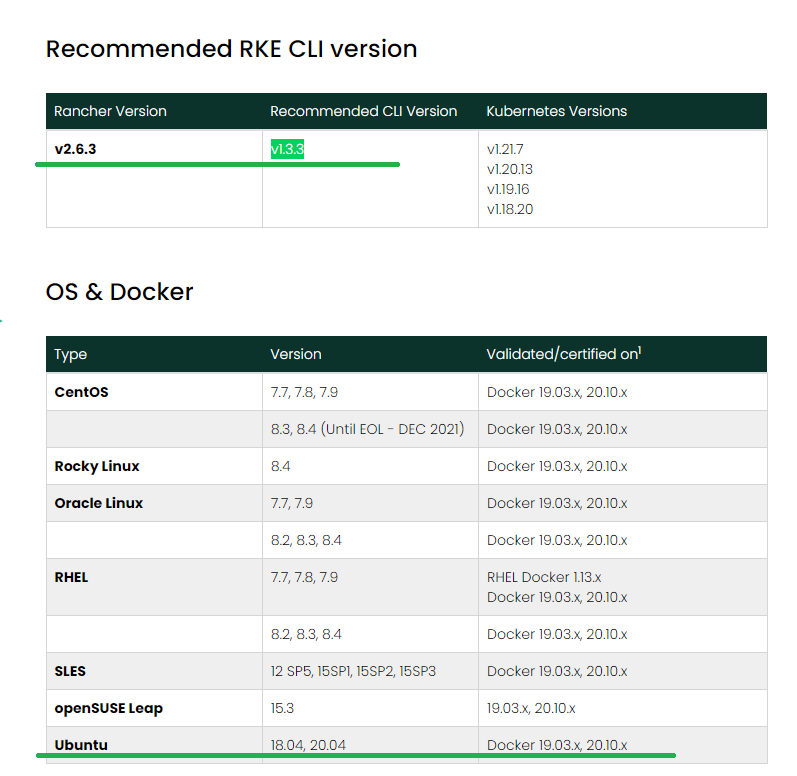 Recommended RKE CLI version
Rancher Version Recommended CLI Version Kubernetes Versions
v2.6.3 v1.3.3 v1.21.7
v1.20.13
v1.19.16
v1.18.20
OS & Docker
Type Version Validated/certified on1
CentOS 7.7, 7.8, 7.9 Docker 19.03.x, 20.10.x
8.3, 8.4 (Until EOL - DEC 2021) Docker 19.03.x, 20.10.x
Rocky Linux 8.4 Docker 19.03.x, 20.10.x
Oracle Linux 7.7, 7.9 Docker 19.03.x, 20.10.x
8.2, 8.3, 8.4 Docker 19.03.x, 20.10.x
RHEL 7.7, 7.8, 7.9 RHEL Docker 1.13.x
Docker 19.03.x, 20.10.x
8.2, 8.3, 8.4 Docker 19.03.x, 20.10.x
SLES 12 SP5, 15SP1, 15SP2, 15SP3 Docker 19.03.x, 20.10.x
openSUSE Leap 15.3 19.03.x, 20.10.x
Ubuntu 18.04, 20.04 Docker 19.03.x, 20.10.x